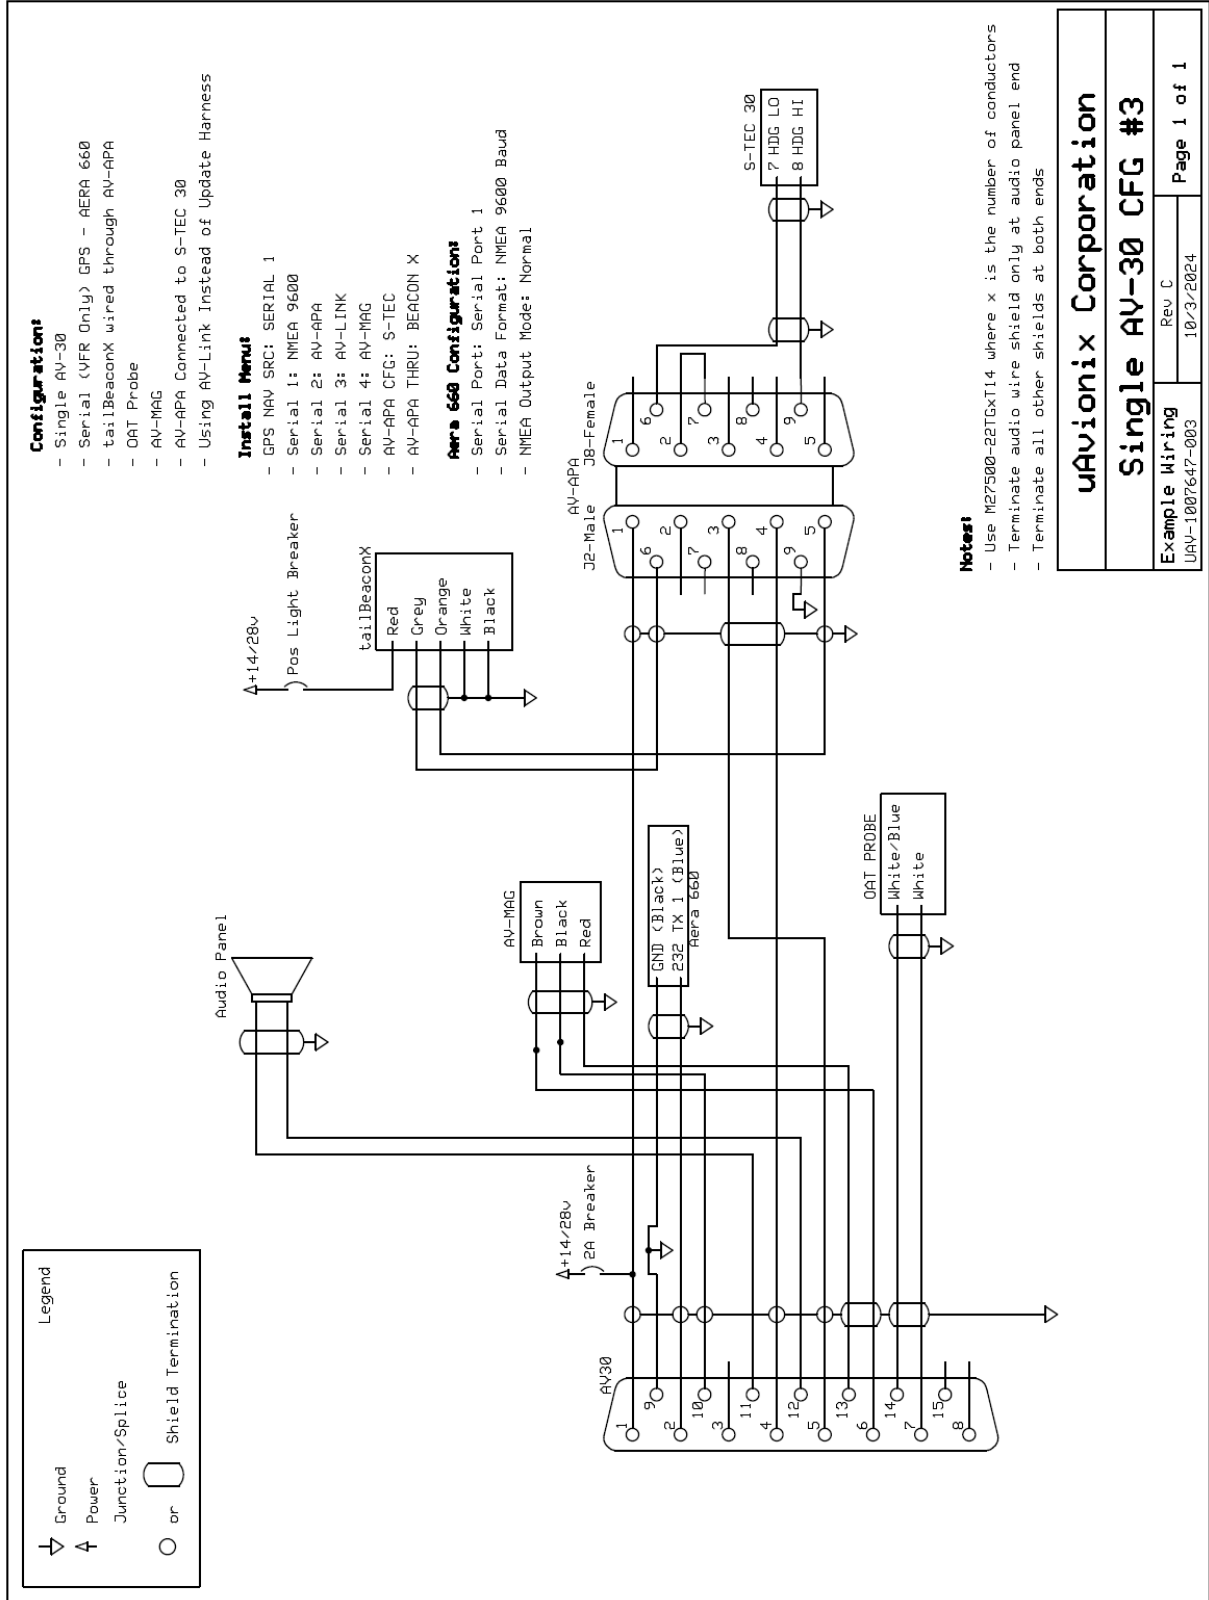 Legend
Ground
Power
Junction/Splice
or Shield Termination
Configuration:
- Single AV-30
- Serial (VFR Only) GPS - AERA 660
- tailBeaconX wired through AV-APA
- OAT Probe
- AV-MAG
- AV-APA Connected to S-TEC 30
- Using AV-Link Instead of Update Harness
Install Menu:
- GPS NAV SRC: SERIAL 1
- Serial 1: NMEA 9600
- Serial 2: AV-APA
- Serial 3: AV-LINK
- Serial 4: AV-MAG
- AV-APA CFG: S-TEC
- AV-APA THRU: BEACON X
Aera 660 Configuration:
- Serial Port: Serial Port 1
- Serial Data Format: NMEA 9600 Baud
- NMEA Output Mode: Normal
Audio Panel
+14/28v
Pos Light Breaker
tailBeaconX
Red
Grey
Orange
White
Black
AV-MAG
Brown
Black
Red
GND (Black)
232 TX 1 (Blue)
Aera 660
+14/28v
2A Breaker
AV30
1
9
2
10
3
11
4
12
5
13
6
14
7
15
8
AV-APA
J2-Male
1
6
2
7
3
8
4
9
5
J8-Female
1
6
2
7
3
8
4
9
5
S-TEC 30
7 HDG LO
8 HDG HI
OAT PROBE
White/Blue
White
Notes:
- Use M27500-22TGxT14 where x is the number of conductors
- Terminate audio wire shield only at audio panel end
- Terminate all other shields at both ends
uAvionix Corporation
Single AV-30 CFG #3
Example Wiring
UAV-1007647-003
Rev C
10/3/2024
Page 1 of 1